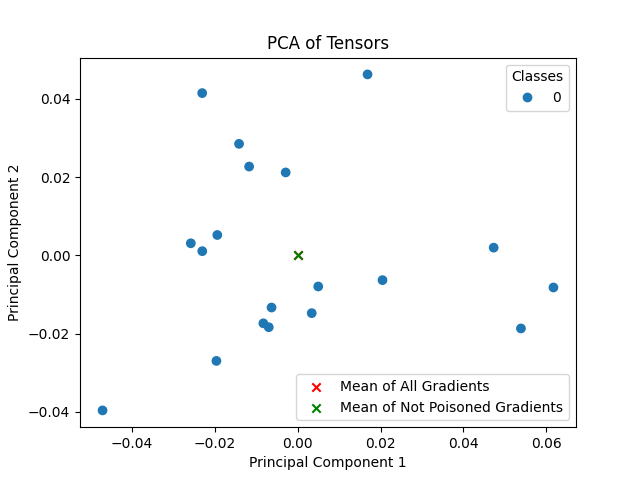 PCA of Tensors
Classes
0
0.04
0.02
0.00
−0.02
−0.04
Principal Component 2
Mean of All Gradients
Mean of Not Poisoned Gradients
−0.04
−0.02
0.00
0.02
0.04
0.06
Principal Component 1